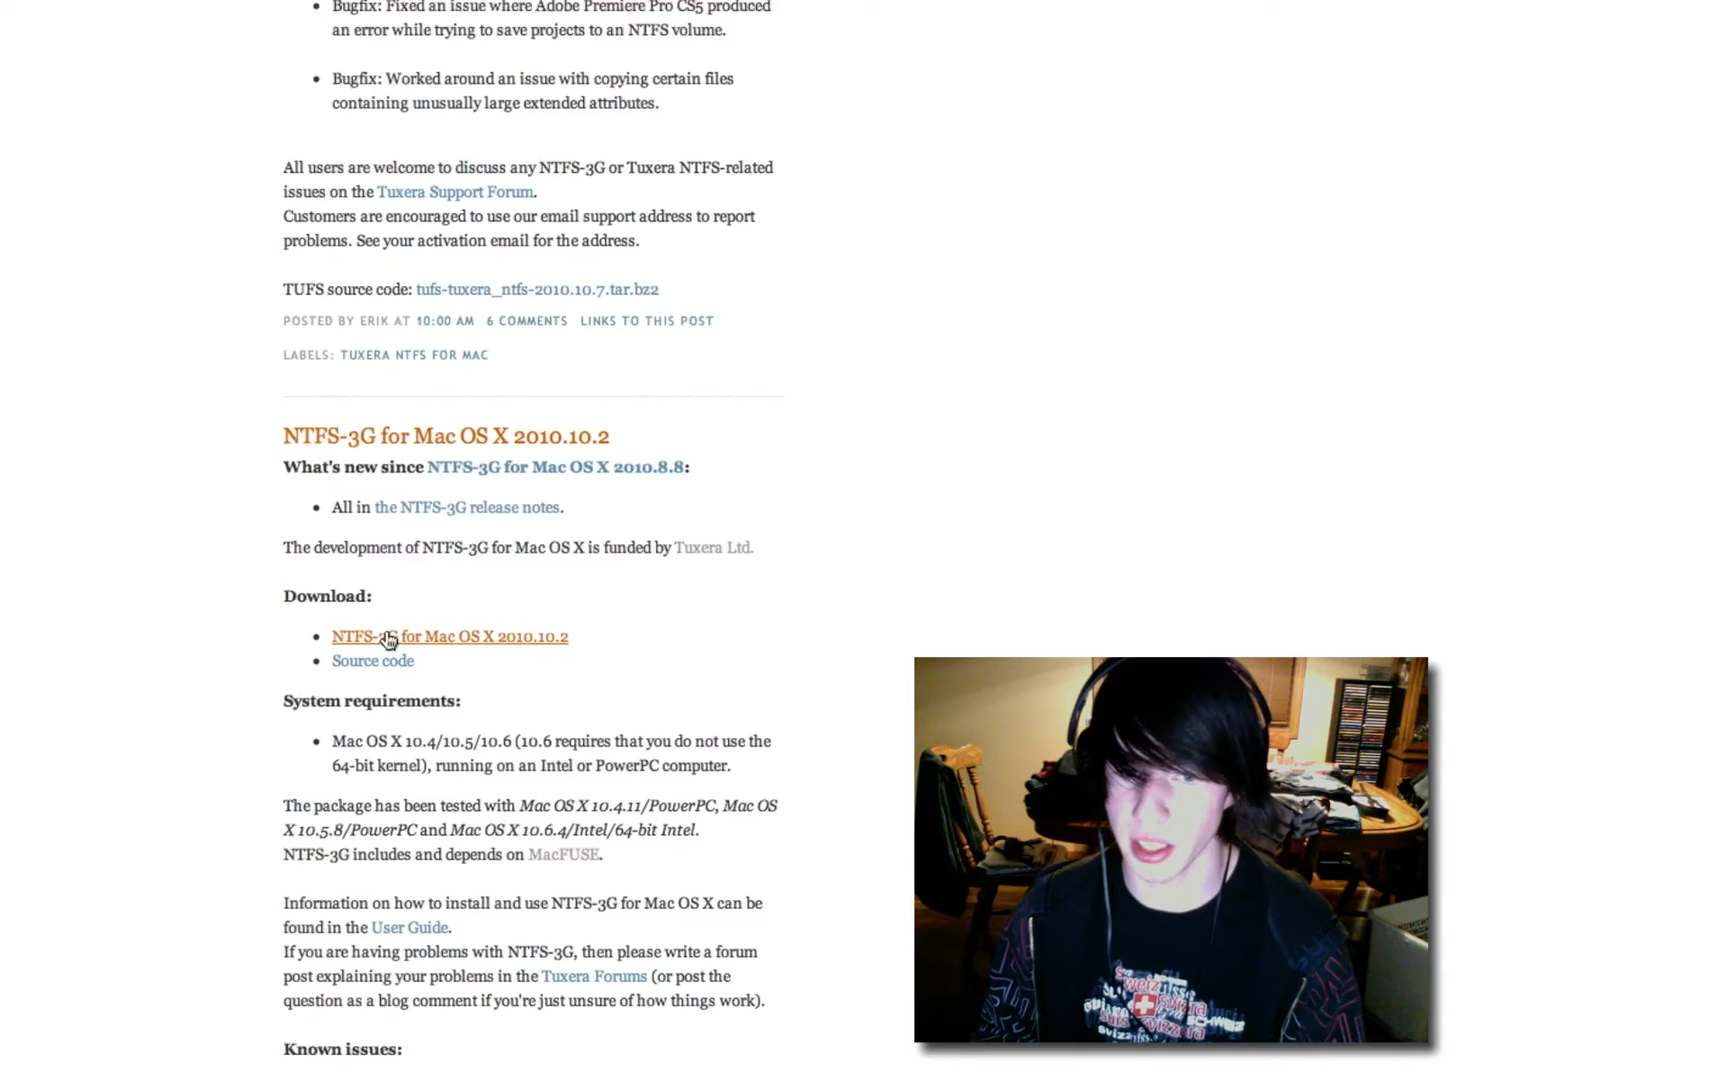 Bugfix: Fixed an issue where Adobe Premiere Pro CS5 produced
an error while trying to save projects to an NTFS volume.
Bugfix: Worked around an issue with copying certain files
containing unusually large extended attributes.
All users are welcome to discuss any NTFS-3G or Tuxera NTFS-related
issues on the Tuxera Support Forum.
Customers are encouraged to use our email support address to report
problems. See your activation email for the address.
TUFS source code: tufs-tuxera_ntfs-2010.10.7.tar.bz2
POSTED BY ERIK AT 10:00 AM 6 COMMENTS LINKS TO THIS POST
LABELS: TUXERA NTFS FOR MAC
NTFS-3G for Mac OS X 2010.10.2
What's new since NTFS-3G for Mac OS X 2010.8.8:
All in the NTFS-3G release notes.
The development of NTFS-3G for Mac OS X is funded by Tuxera Ltd.
Download:
NTFS-3G for Mac OS X 2010.10.2
Source code
System requirements:
Mac OS X 10.4/10.5/10.6 (10.6 requires that you do not use the
64-bit kernel), running on an Intel or PowerPC computer.
The package has been tested with Mac OS X 10.4.11/PowerPC, Mac OS
X 10.5.8/PowerPC and Mac OS X 10.6.4/Intel/64-bit Intel.
NTFS-3G includes and depends on MacFUSE.
Information on how to install and use NTFS-3G for Mac OS X can be
found in the User Guide.
If you are having problems with NTFS-3G, then please write a forum
post explaining your problems in the Tuxera Forums (or post the
question as a blog comment if you're just unsure of how things work).
Known issues:
svizzera